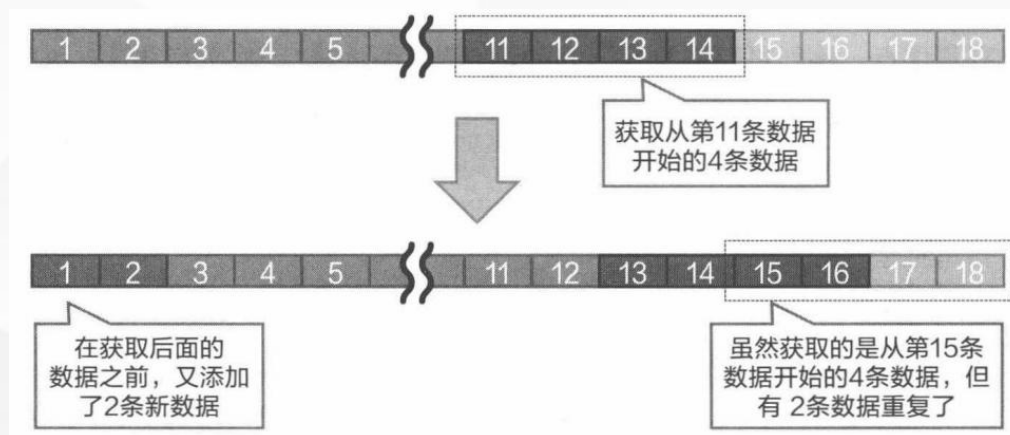 1 2 3 4 5 11 12 13 14 15 16 17 18
获取从第11条数据
开始的4条数据
1 2 3 4 5 11 12 13 14 15 16 17 18
在获取后面的
数据之前，又添加
了2条新数据
虽然获取的是从第15条
数据开始的4条数据，但
有 2条数据重复了